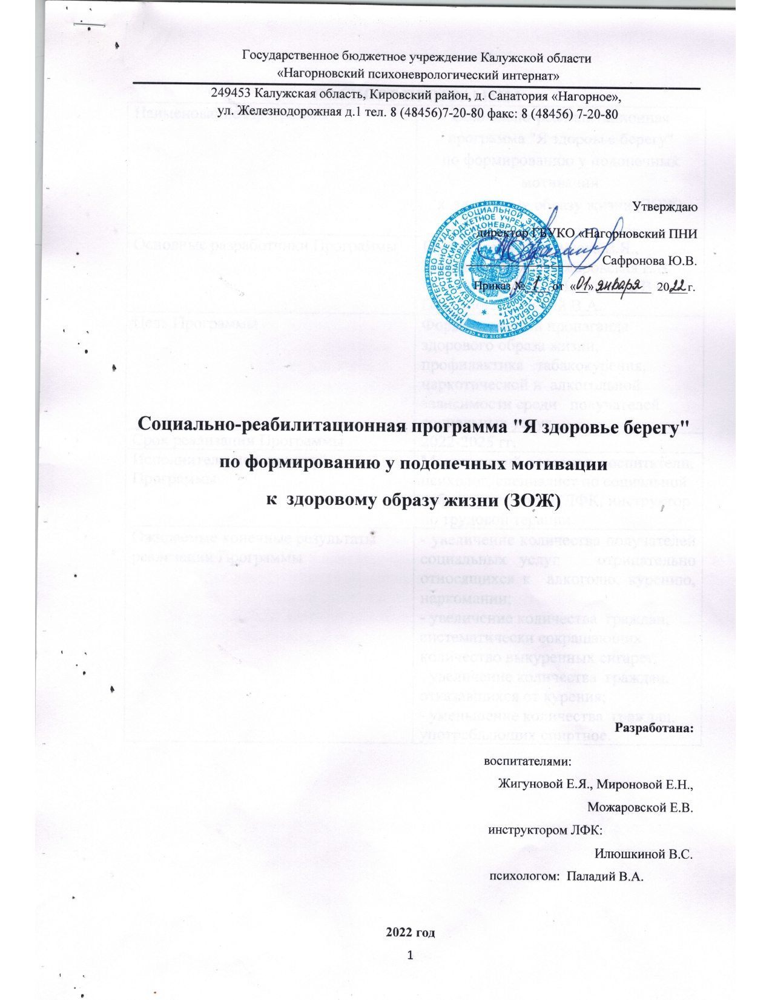 Государственное бюджетное учреждение Калужской области
«Нагорновский психоневрологический интернат»
249453 Калужская область, Кировский район, д. Санатория «Нагорное»,
ул. Железнодорожная д.1 тел. 8 (48456)7-20-80 факс: 8 (48456) 7-20-80
Утверждаю
директор ГБУКО «Нагорновский ПНИ
Сафронова Ю.В.
Приказ № 1 от «01» января 2022г.
Социально-реабилитационная программа "Я здоровье берегу"
по формированию у подопечных мотивации
к здоровому образу жизни (ЗОЖ)
Разработана:
воспитателями:
Жигуновой Е.Я., Мироновой Е.Н.,
Можаровской Е.В.
инструктором ЛФК:
Илюшкиной В.С.
психологом: Паладий В.А.
2022 год
1